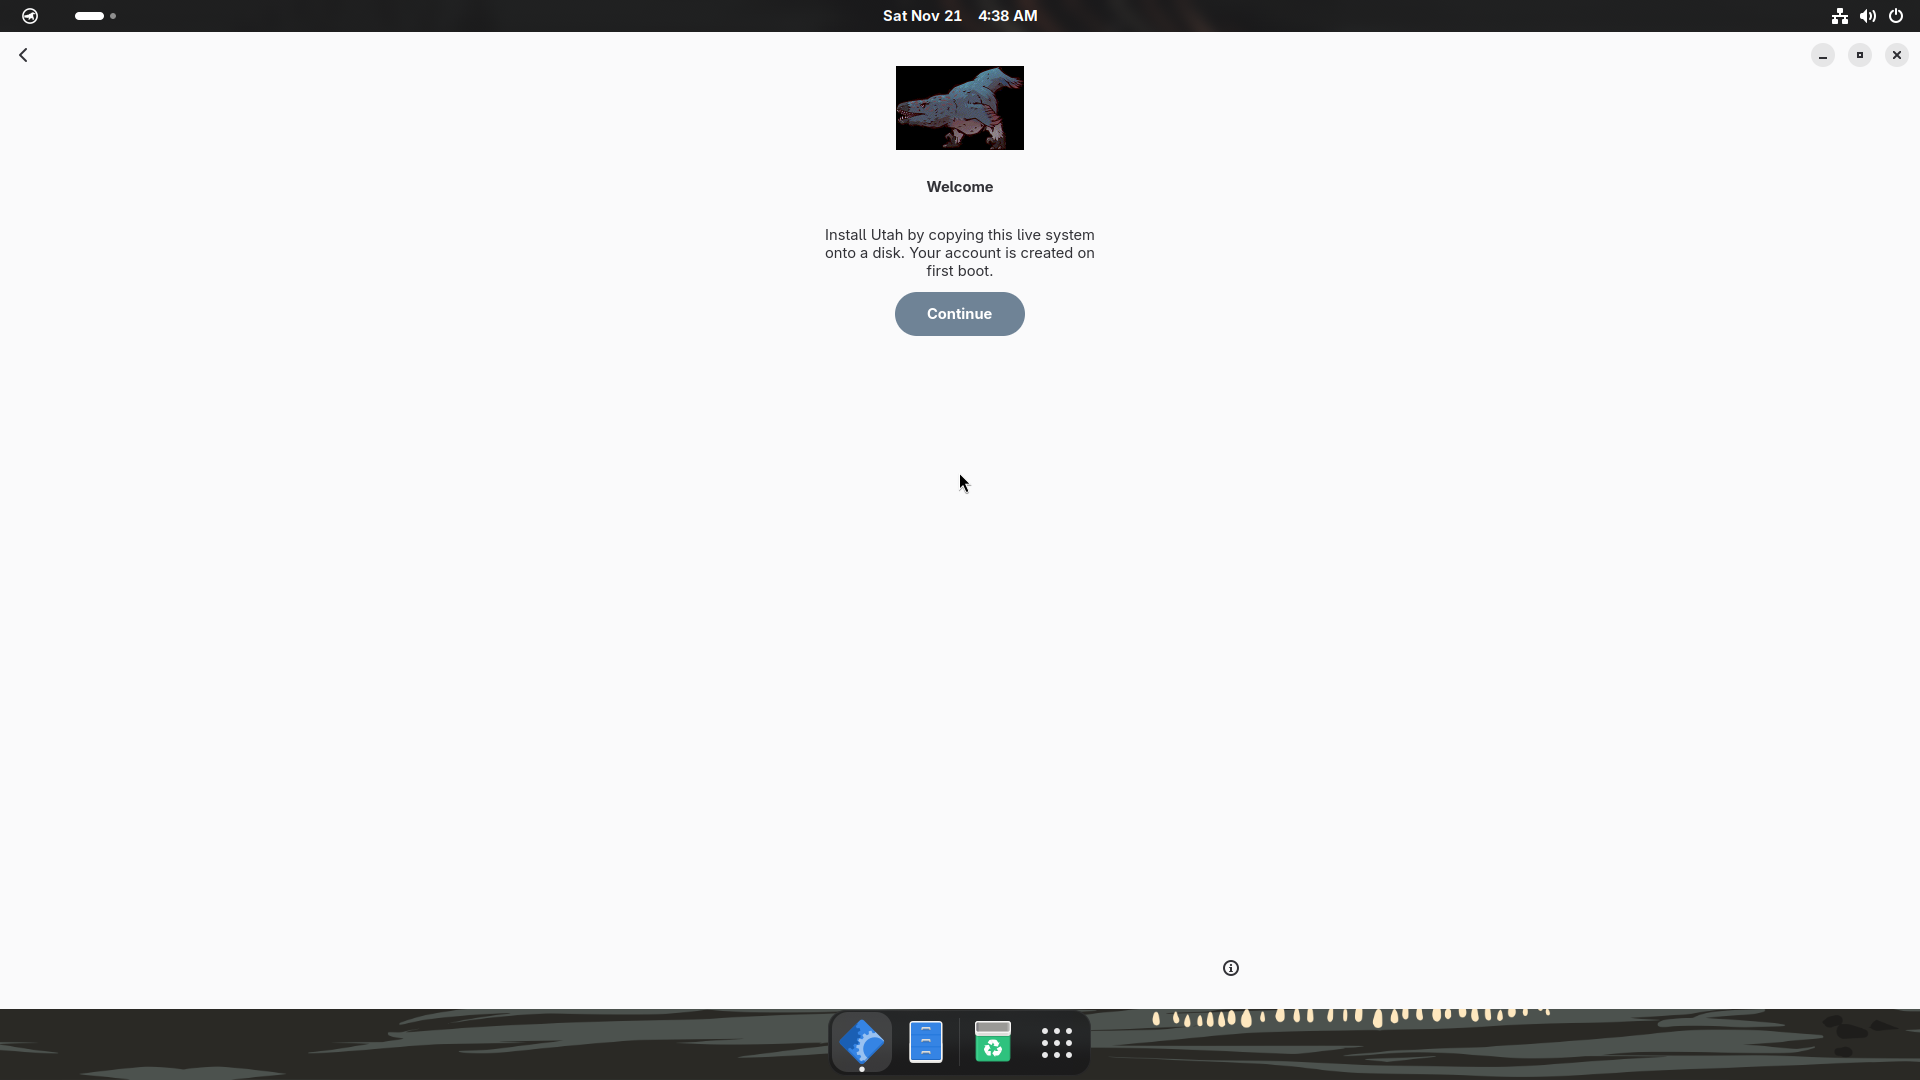 Sat Nov 21 4:38 AM
Welcome
Install Utah by copying this live system
onto a disk. Your account is created on
first boot.
Continue